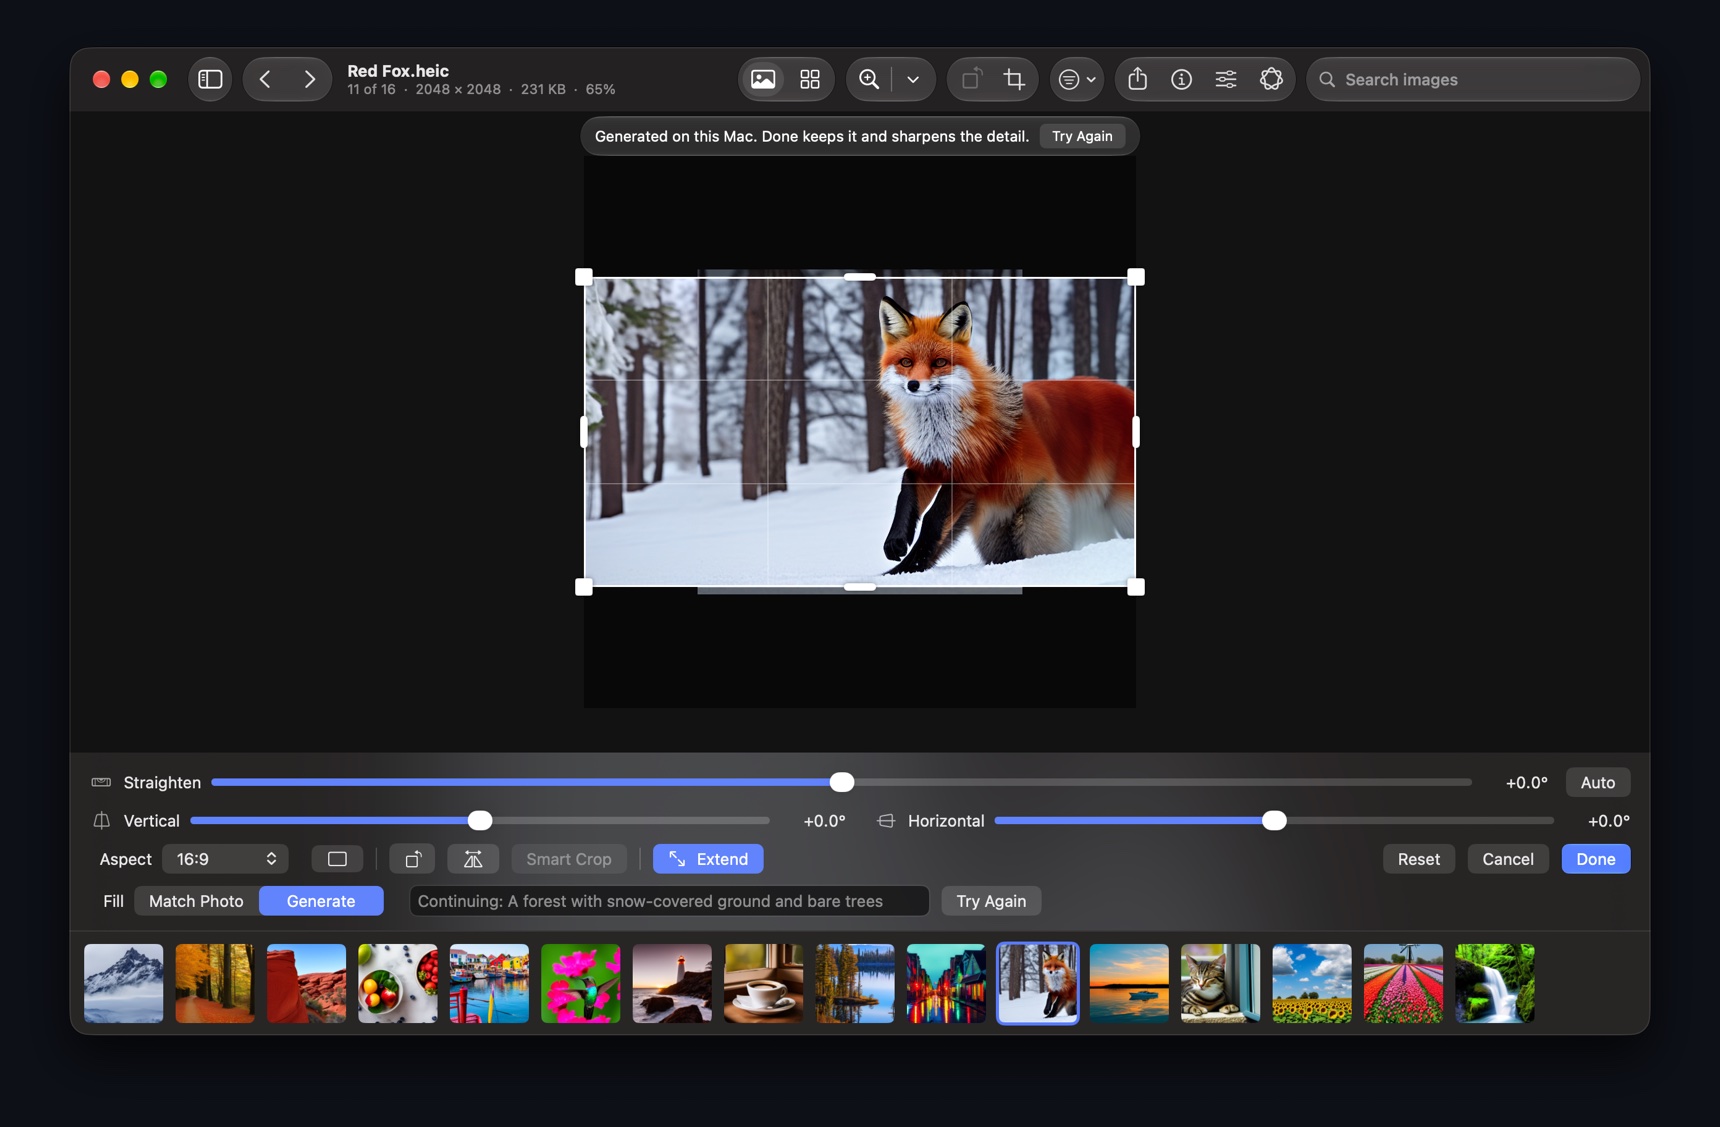 Red Fox.heic
11 of 16 · 2048 × 2048 · 231 KB · 65%
Search images
Generated on this Mac. Done keeps it and sharpens the detail. Try Again
Straighten +0.0° Auto
Vertical +0.0° Horizontal +0.0°
Aspect 16:9 Smart Crop Extend Reset Cancel Done
Fill Match Photo Generate Continuing: A forest with snow-covered ground and bare trees Try Again